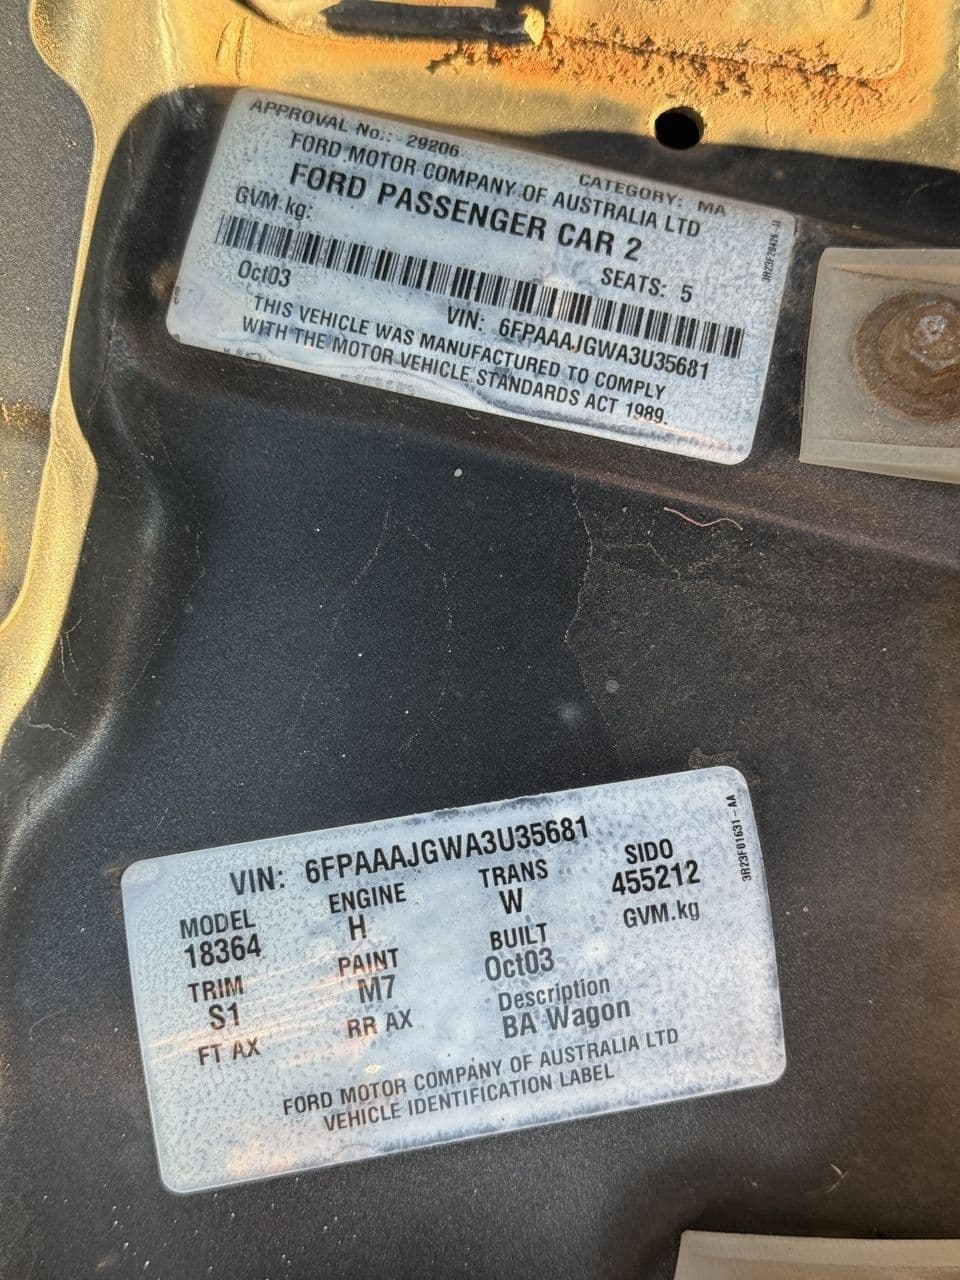 APPROVAL No.: 29206 CATEGORY: MA
FORD MOTOR COMPANY OF AUSTRALIA LTD
FORD PASSENGER CAR 2
GVM kg: SEATS: 5
Oct03 VIN: 6FPAAAJGWA3U35681
THIS VEHICLE WAS MANUFACTURED TO COMPLY
WITH THE MOTOR VEHICLE STANDARDS ACT 1989.
VIN: 6FPAAAJGWA3U35681
MODEL ENGINE TRANS SIDO
18364 H W 455212
TRIM PAINT BUILT GVM.kg
S1 M7 Oct03
FT AX RR AX Description
BA Wagon
FORD MOTOR COMPANY OF AUSTRALIA LTD
VEHICLE IDENTIFICATION LABEL
3R23F01631-AA